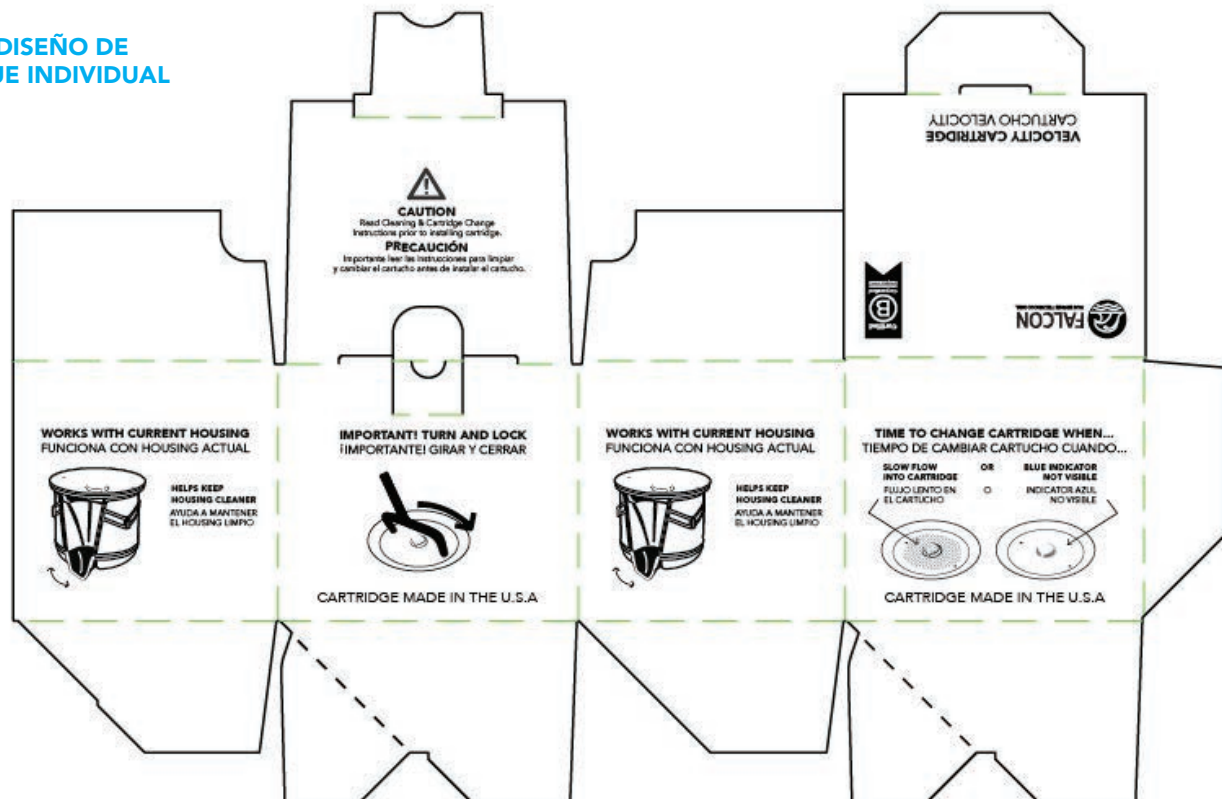 DISEÑO DE
UE INDIVIDUAL
VELOCITY CARTRIDGE
CARTUCHO VELOCITY
CAUTION
Read Cleaning & Cartridge Change
Instructions prior to installing cartridge.
PRECAUCIÓN
Importante leer las instrucciones para limpiar
y cambiar el cartucho antes de instalar el cartucho.
Certified
B
Corporation
FALCON
WORKS WITH CURRENT HOUSING
FUNCIONA CON HOUSING ACTUAL
HELPS KEEP
HOUSING CLEANER
AYUDA A MANTENER
EL HOUSING LIMPIO
IMPORTANT! TURN AND LOCK
¡IMPORTANTE! GIRAR Y CERRAR
CARTRIDGE MADE IN THE U.S.A
WORKS WITH CURRENT HOUSING
FUNCIONA CON HOUSING ACTUAL
HELPS KEEP
HOUSING CLEANER
AYUDA A MANTENER
EL HOUSING LIMPIO
TIME TO CHANGE CARTRIDGE WHEN...
TIEMPO DE CAMBIAR CARTUCHO CUANDO...
SLOW FLOW
INTO CARTRIDGE
FLUJO LENTO EN
EL CARTUCHO
OR
O
BLUE INDICATOR
NOT VISIBLE
INDICATOR AZUL
NO VISIBLE
CARTRIDGE MADE IN THE U.S.A